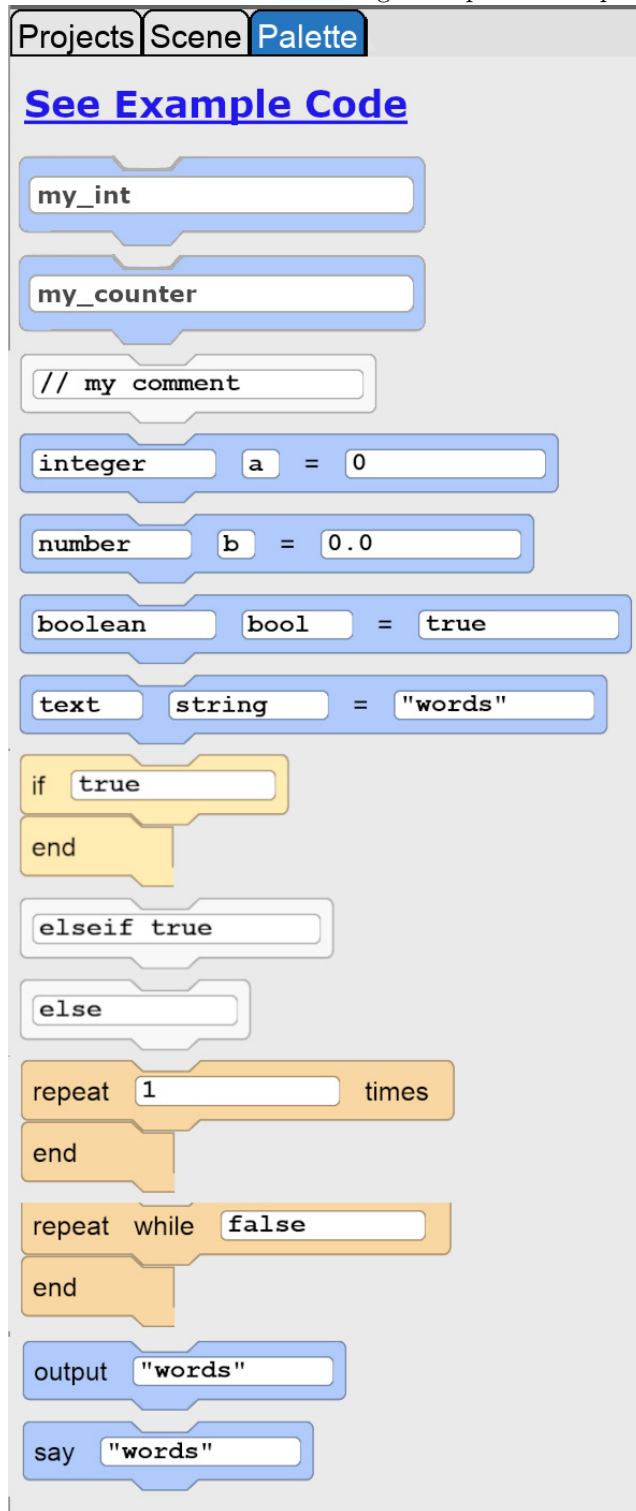 Projects Scene Palette
See Example Code
my_int
my_counter
// my comment
integer a = 0
number b = 0.0
boolean bool = true
text string = "words"
if true
end
elseif true
else
repeat 1 times
end
repeat while false
end
output "words"
say "words"